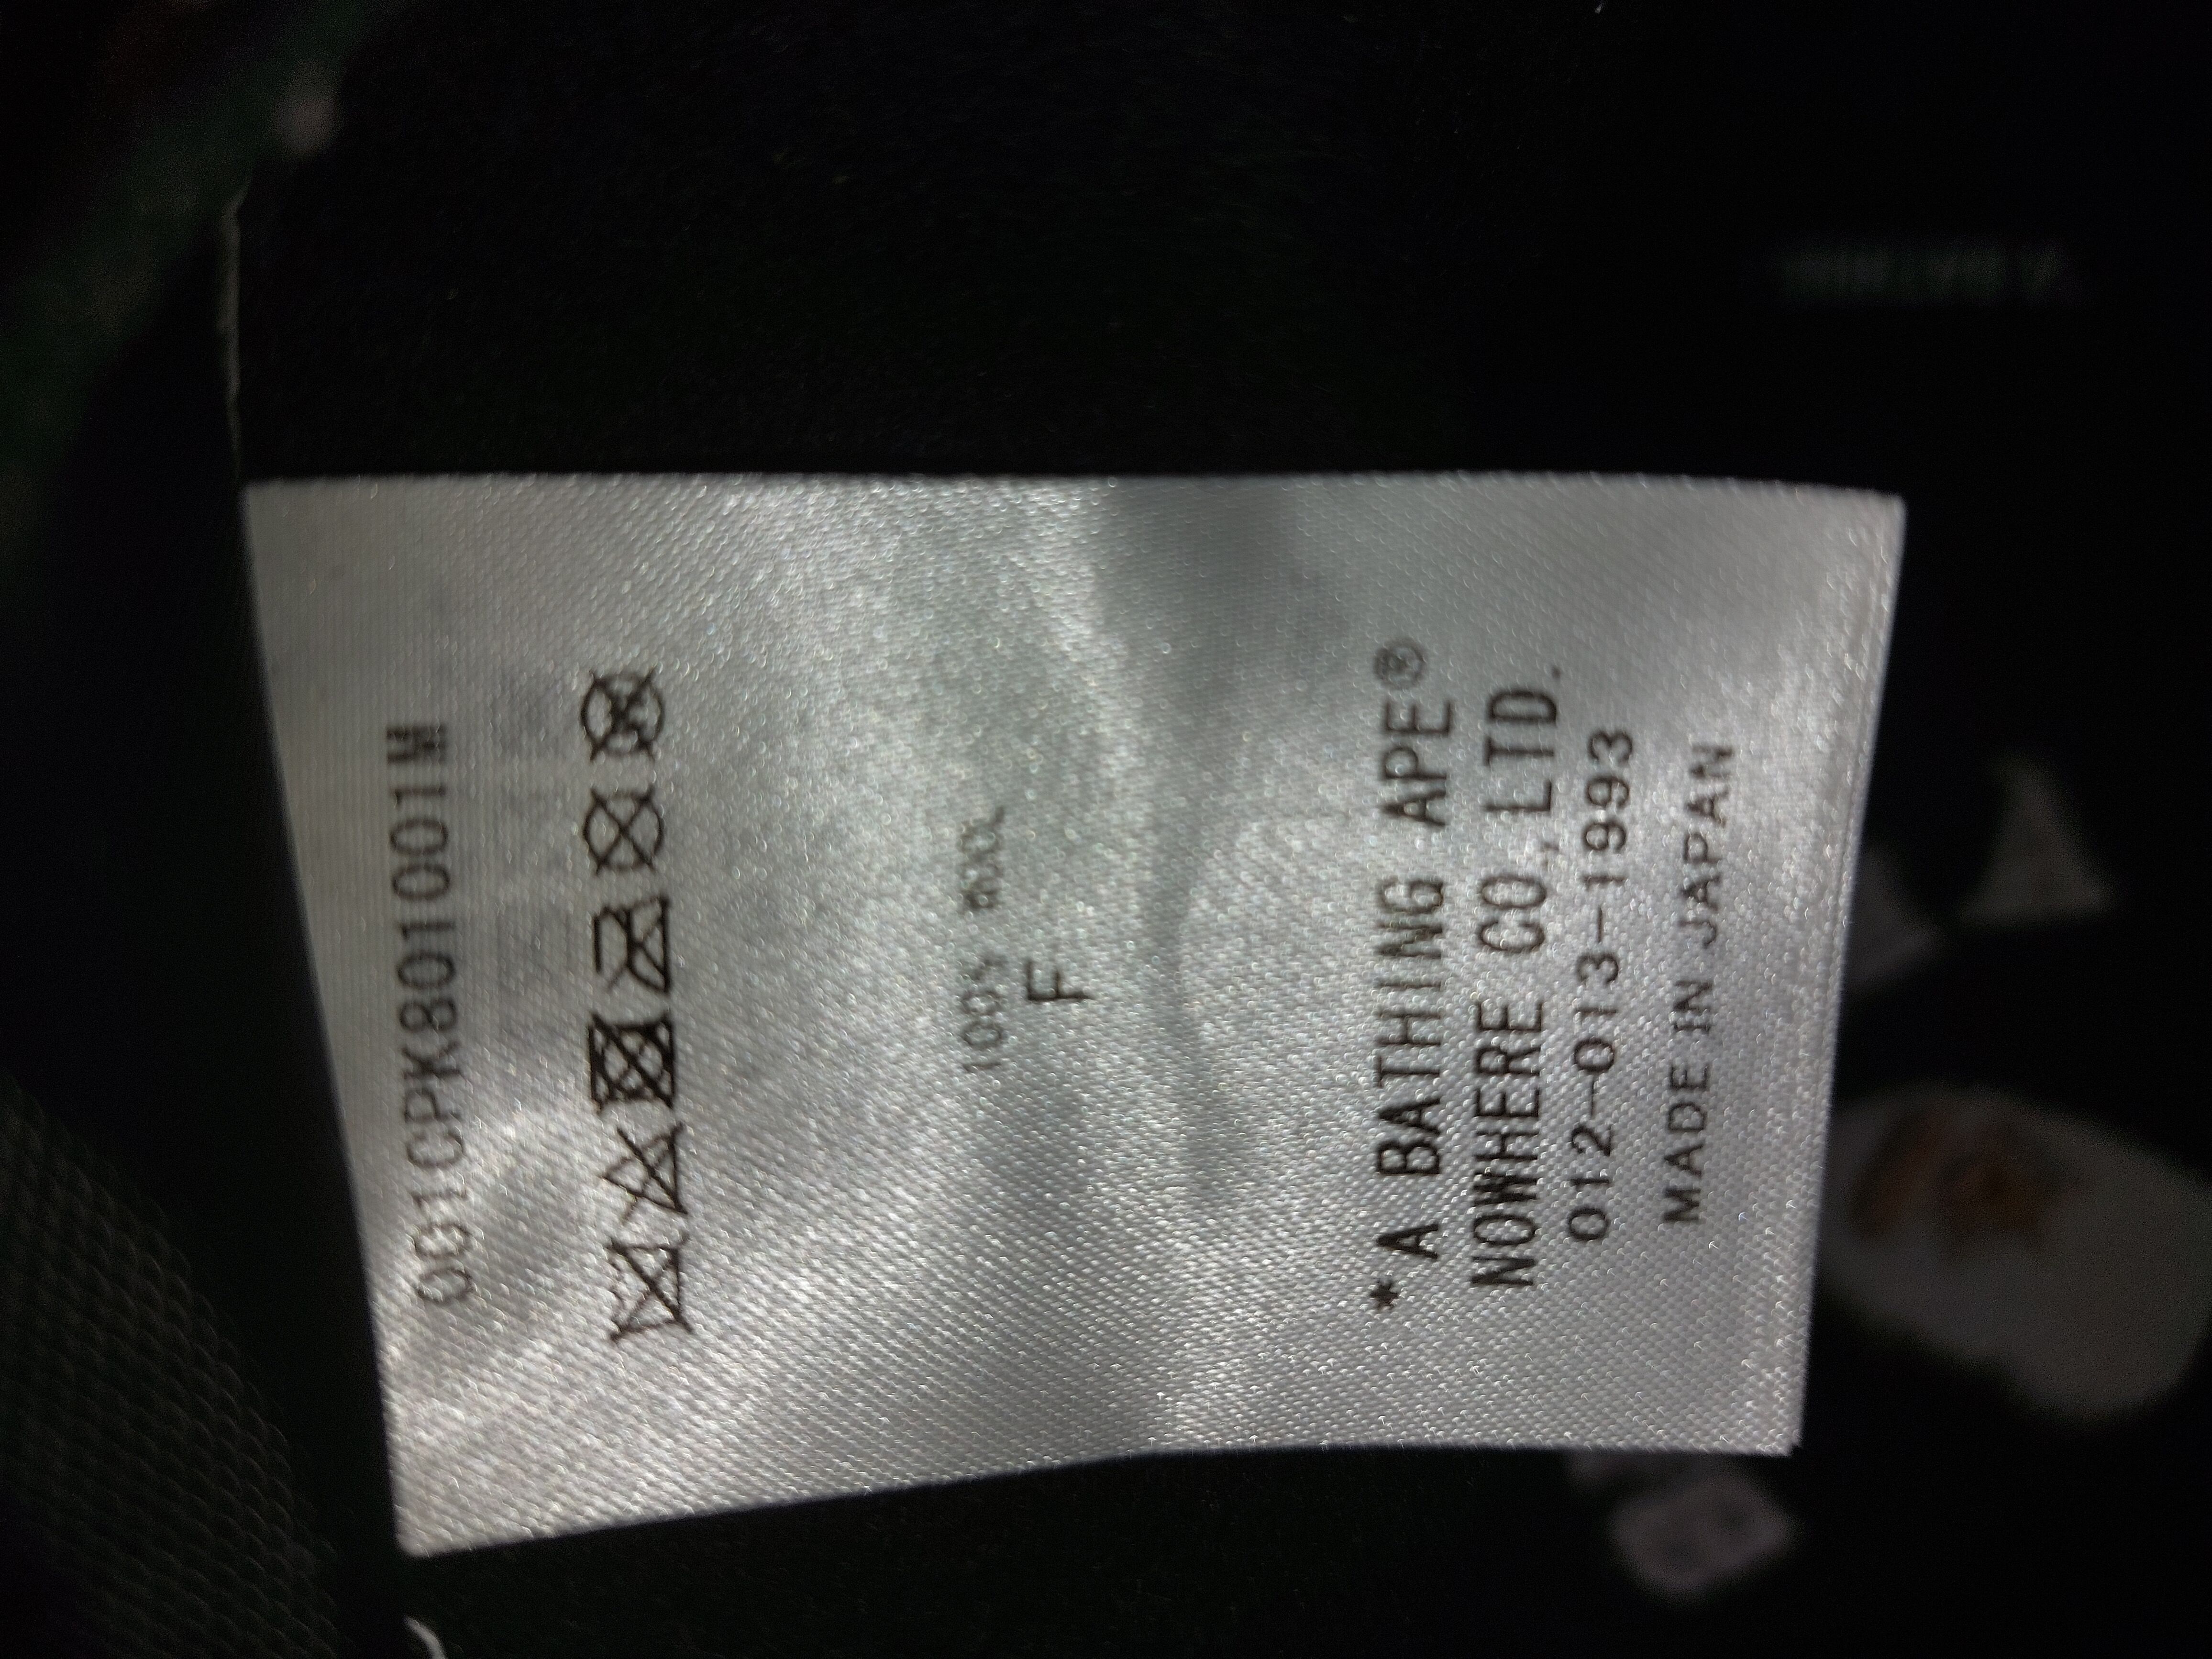 001CPK801001M
100%
F
* A BATHING APE®
NOWHERE CO.,LTD.
012-013-1993
MADE IN JAPAN